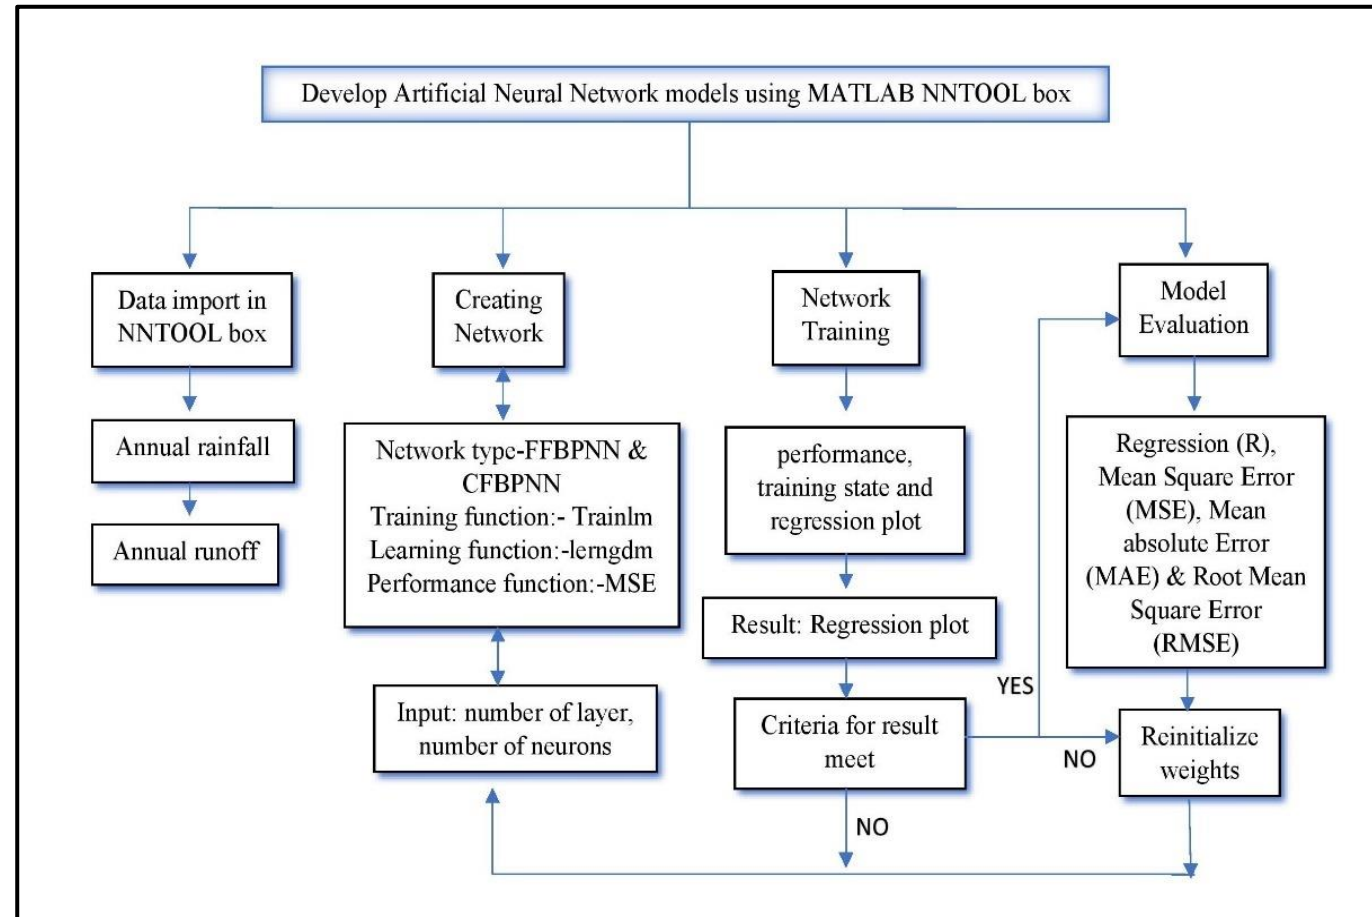 Develop Artificial Neural Network models using MATLAB NNTOOL box
Data import in
NNTOOL box
Annual rainfall
Annual runoff
Creating
Network
Network type-FFBPNN &
CFBPNN
Training function:- Trainlm
Learning function:-lerngdm
Performance function:-MSE
Input: number of layer,
number of neurons
Network
Training
performance,
training state and
regression plot
Result: Regression plot
Criteria for result
meet
YES
NO
NO
Model
Evaluation
Regression (R),
Mean Square Error
(MSE), Mean
absolute Error
(MAE) & Root Mean
Square Error
(RMSE)
Reinitialize
weights